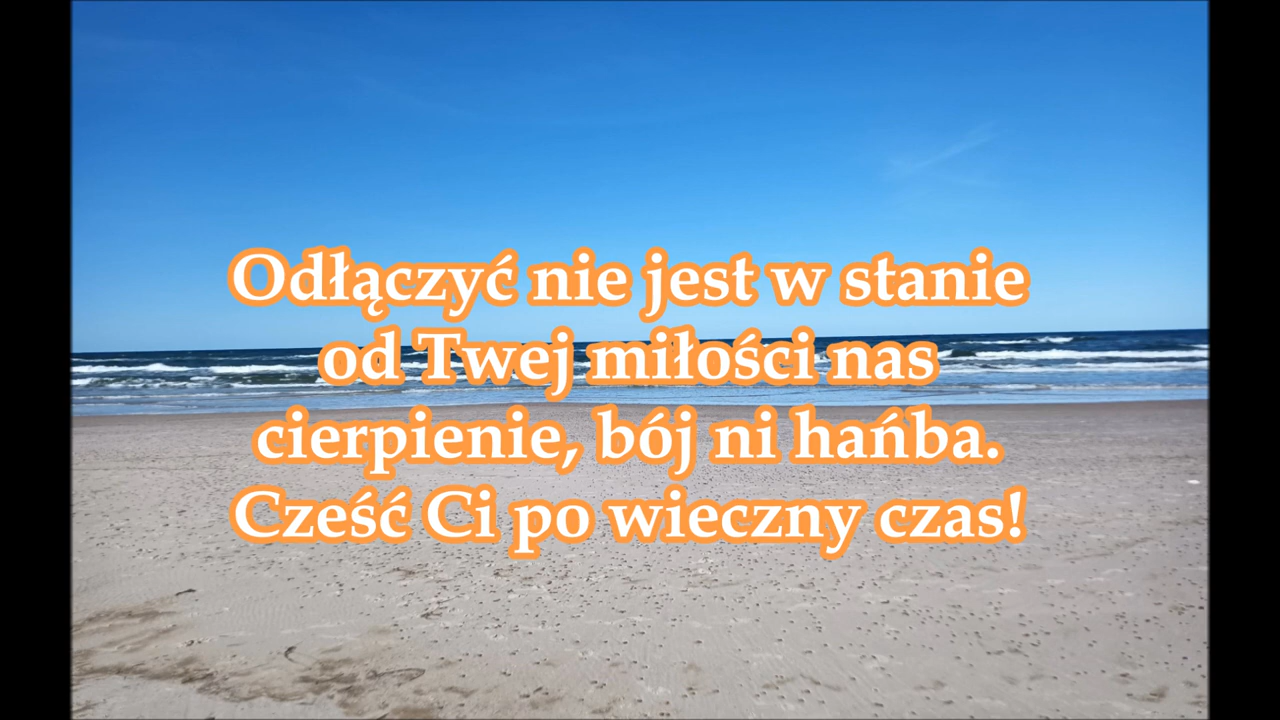 Odłączyć nie jest w stanie
od Twej miłości nas
cierpienie, bój ni hańba.
Cześć Ci po wieczny czas!